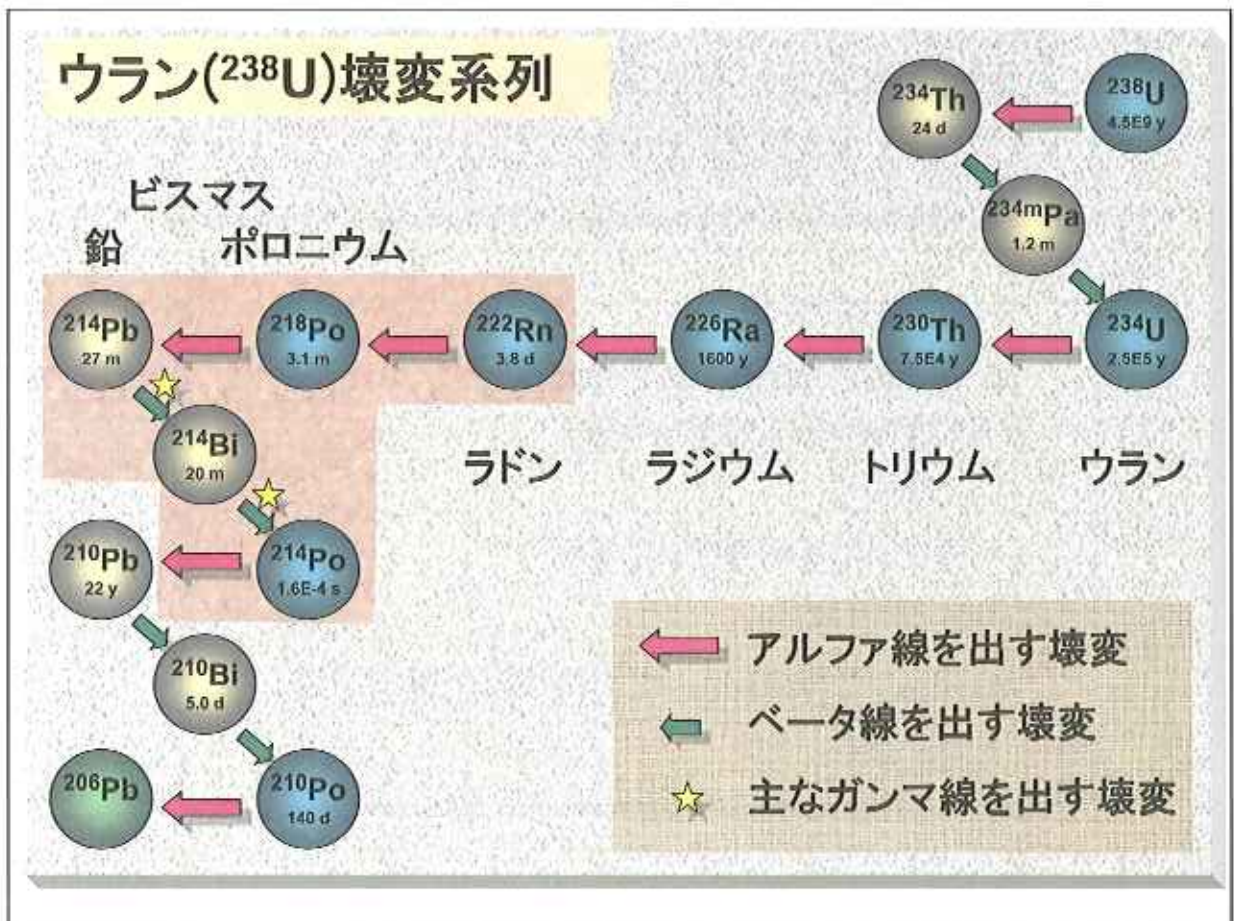 ウラン(²³⁸U)壊変系列
²³⁴Th
24 d
²³⁸U
4.5E9 y
²³⁴ᵐPa
1.2 m
ビスマス
鉛
ポロニウム
²¹⁴Pb
27 m
²¹⁸Po
3.1 m
²²²Rn
3.8 d
²²⁶Ra
1600 y
²³⁰Th
7.5E4 y
²³⁴U
2.5E5 y
²¹⁴Bi
20 m
ラドン
ラジウム
トリウム
ウラン
²¹⁰Pb
22 y
²¹⁴Po
1.6E-4 s
²¹⁰Bi
5.0 d
²⁰⁶Pb
²¹⁰Po
140 d
アルファ線を出す壊変
ベータ線を出す壊変
主なガンマ線を出す壊変